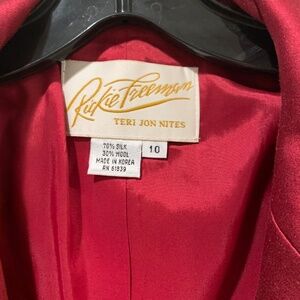 Rickie Freeman
TERI JON NITES
70% SILK
30% WOOL
MADE IN KOREA
RN 61839
10